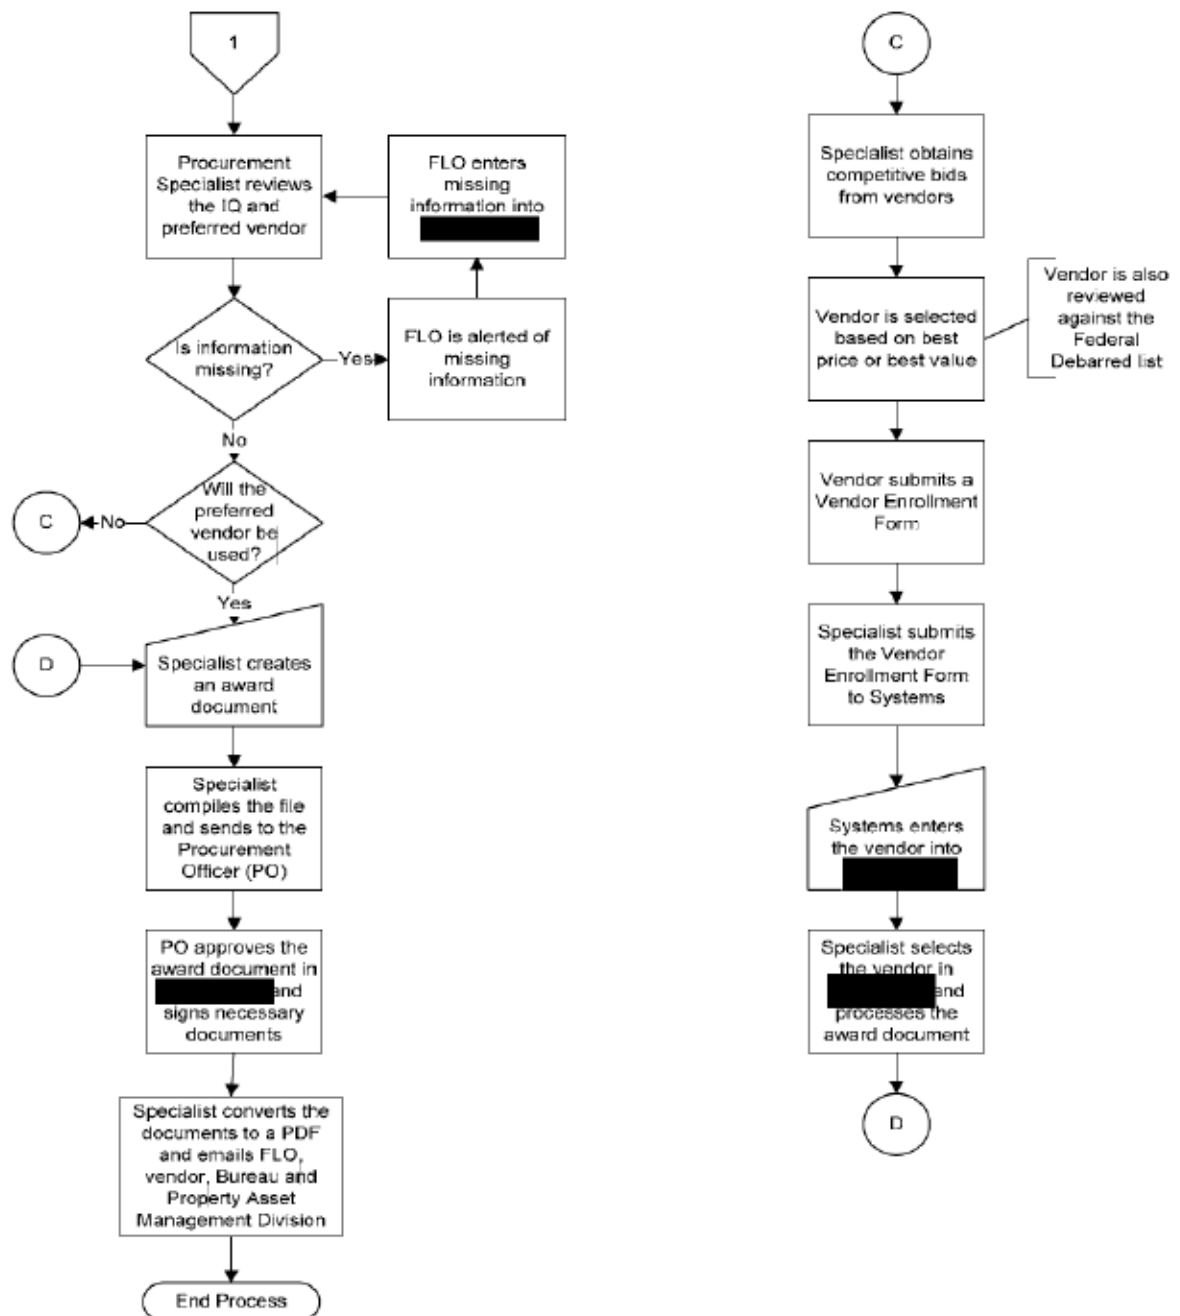 1
Procurement
Specialist reviews
the IQ and
preferred vendor
FLO enters
missing
information into
Is information
missing?
Yes
FLO is alerted of
missing
information
No
Will the
preferred
vendor be
used?
No
C
Yes
D
Specialist creates
an award
document
Specialist
compiles the file
and sends to the
Procurement
Officer (PO)
PO approves the
award document in
and
signs necessary
documents
Specialist converts the
documents to a PDF
and emails FLO,
vendor, Bureau and
Property Asset
Management Division
End Process
C
Specialist obtains
competitive bids
from vendors
Vendor is selected
based on best
price or best value
Vendor is also
reviewed
against the
Federal
Debarred list
Vendor submits a
Vendor Enrollment
Form
Specialist submits
the Vendor
Enrollment Form
to Systems
Systems enters
the vendor into
Specialist selects
the vendor in
and
processes the
award document
D